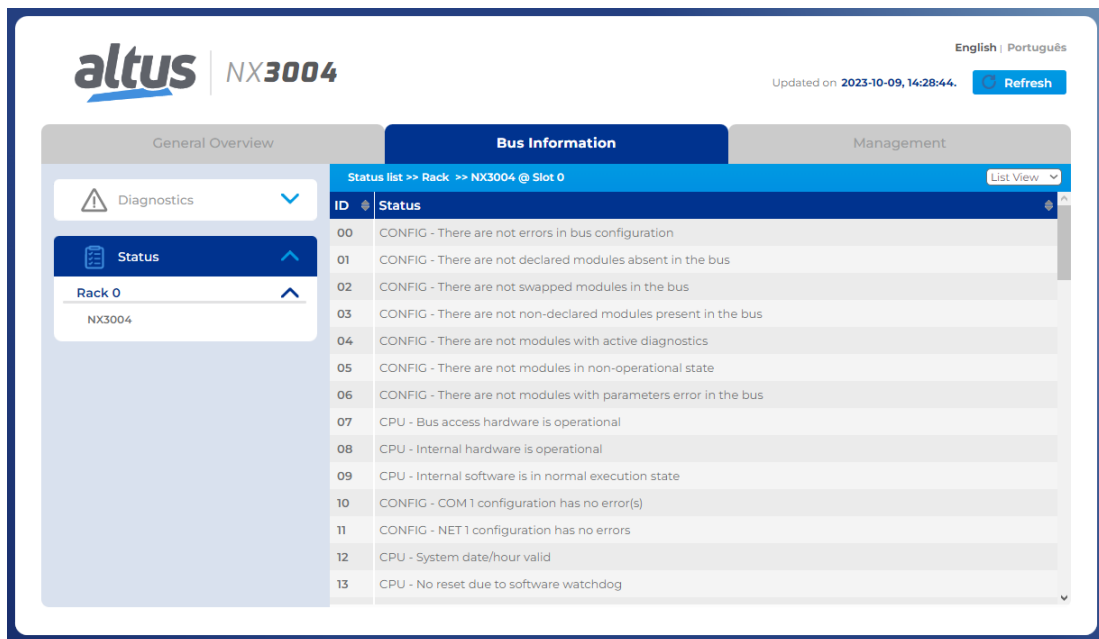 English | Português
altus NX3004
Updated on 2023-10-09, 14:28:44. Refresh
General Overview Bus Information Management
Status list >> Rack >> NX3004 @ Slot 0 List View
Diagnostics
Status
Rack 0
NX3004
ID Status
00 CONFIG - There are not errors in bus configuration
01 CONFIG - There are not declared modules absent in the bus
02 CONFIG - There are not swapped modules in the bus
03 CONFIG - There are not non-declared modules present in the bus
04 CONFIG - There are not modules with active diagnostics
05 CONFIG - There are not modules in non-operational state
06 CONFIG - There are not modules with parameters error in the bus
07 CPU - Bus access hardware is operational
08 CPU - Internal hardware is operational
09 CPU - Internal software is in normal execution state
10 CONFIG - COM 1 configuration has no error(s)
11 CONFIG - NET 1 configuration has no errors
12 CPU - System date/hour valid
13 CPU - No reset due to software watchdog